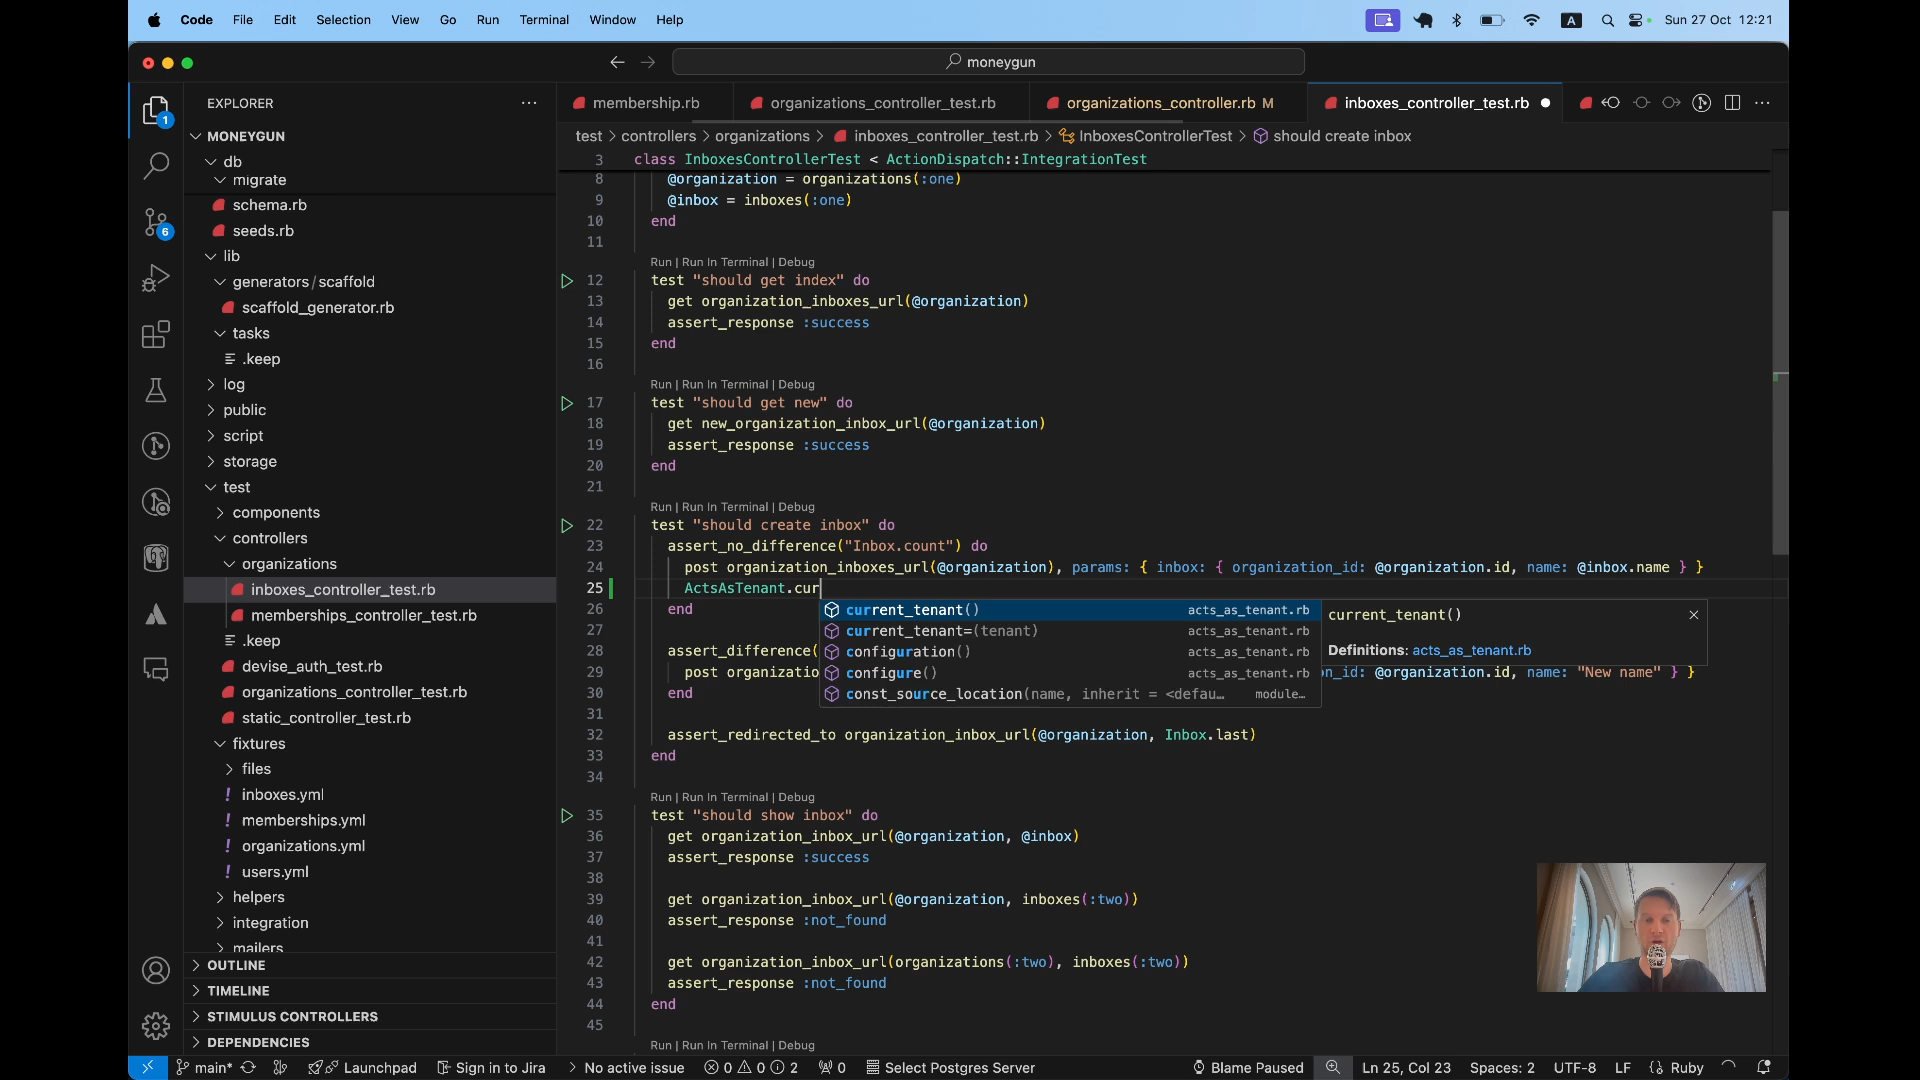 Code File Edit Selection View Go Run Terminal Window Help
A Sun 27 Oct 12:21
moneygun
EXPLORER
membership.rb
organizations_controller_test.rb
organizations_controller.rb M
inboxes_controller_test.rb
test > controllers > organizations > inboxes_controller_test.rb > InboxesControllerTest > should create inbox
1
6
MONEYGUN
db
migrate
schema.rb
seeds.rb
lib
generators/scaffold
scaffold_generator.rb
tasks
.keep
log
public
script
storage
test
components
controllers
organizations
inboxes_controller_test.rb
memberships_controller_test.rb
.keep
devise_auth_test.rb
organizations_controller_test.rb
static_controller_test.rb
fixtures
files
! inboxes.yml
! memberships.yml
! organizations.yml
! users.yml
helpers
integration
mailers
OUTLINE
TIMELINE
STIMULUS CONTROLLERS
DEPENDENCIES
3 class InboxesControllerTest < ActionDispatch::IntegrationTest
8 @organization = organizations(:one)
9 @inbox = inboxes(:one)
10 end
11
Run | Run In Terminal | Debug
12 test "should get index" do
13 get organization_inboxes_url(@organization)
14 assert_response :success
15 end
16
Run | Run In Terminal | Debug
17 test "should get new" do
18 get new_organization_inbox_url(@organization)
19 assert_response :success
20 end
21
Run | Run In Terminal | Debug
22 test "should create inbox" do
23 assert_no_difference("Inbox.count") do
24 post organization_inboxes_url(@organization), params: { inbox: { organization_id: @organization.id, name: @inbox.name } }
25 ActsAsTenant.cur
26 end
27
28 assert_difference(
29 post organizatio n_id: @organization.id, name: "New name" } }
30 end
31
32 assert_redirected_to organization_inbox_url(@organization, Inbox.last)
33 end
34
current_tenant() acts_as_tenant.rb
current_tenant=(tenant) acts_as_tenant.rb
configuration() acts_as_tenant.rb
configure() acts_as_tenant.rb
const_source_location(name, inherit = <defau… module…
current_tenant()
Definitions: acts_as_tenant.rb
Run | Run In Terminal | Debug
35 test "should show inbox" do
36 get organization_inbox_url(@organization, @inbox)
37 assert_response :success
38
39 get organization_inbox_url(@organization, inboxes(:two))
40 assert_response :not_found
41
42 get organization_inbox_url(organizations(:two), inboxes(:two))
43 assert_response :not_found
44 end
45
Run | Run In Terminal | Debug
main* Launchpad Sign in to Jira No active issue 0 0 2 0 Select Postgres Server Blame Paused Ln 25, Col 23 Spaces: 2 UTF-8 LF Ruby